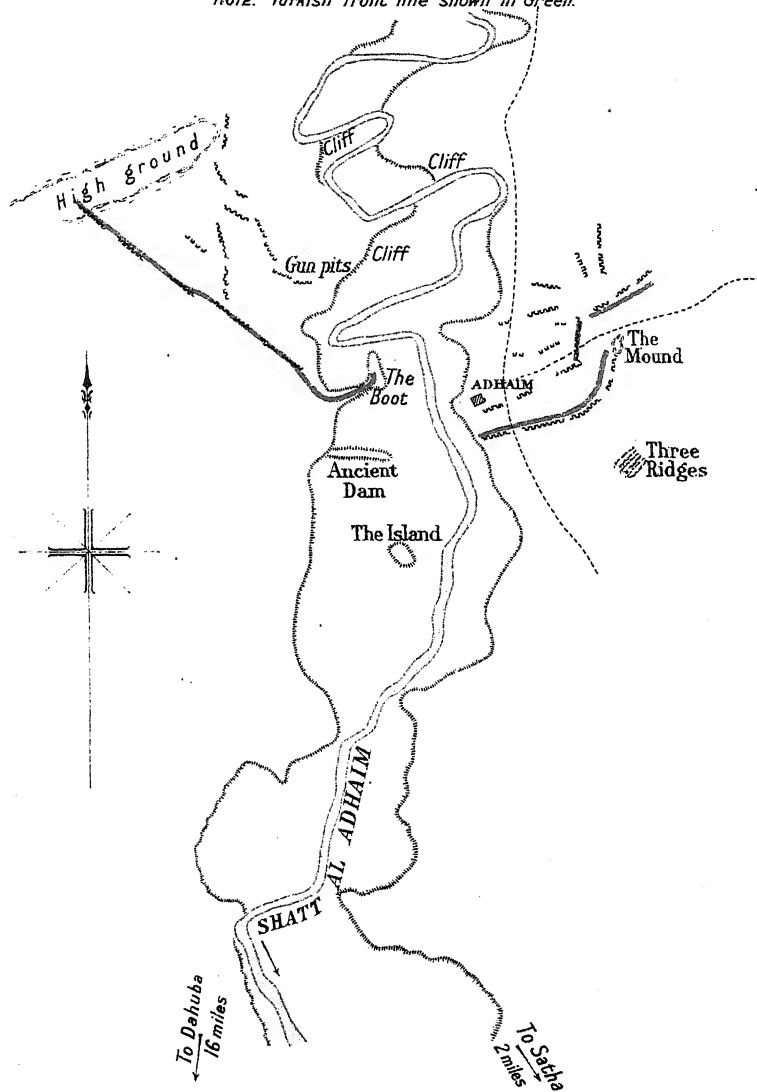 Note: Turkish front line shown in Green.
Cliff
Cliff
High ground
Cliff
Gun pits
The
Mound
ADHAIM
The
Boot
Three
Ridges
Ancient
Dam
The Island
SHATT AL ADHAIM
To Dahuba
16 miles
To Satha
2 miles